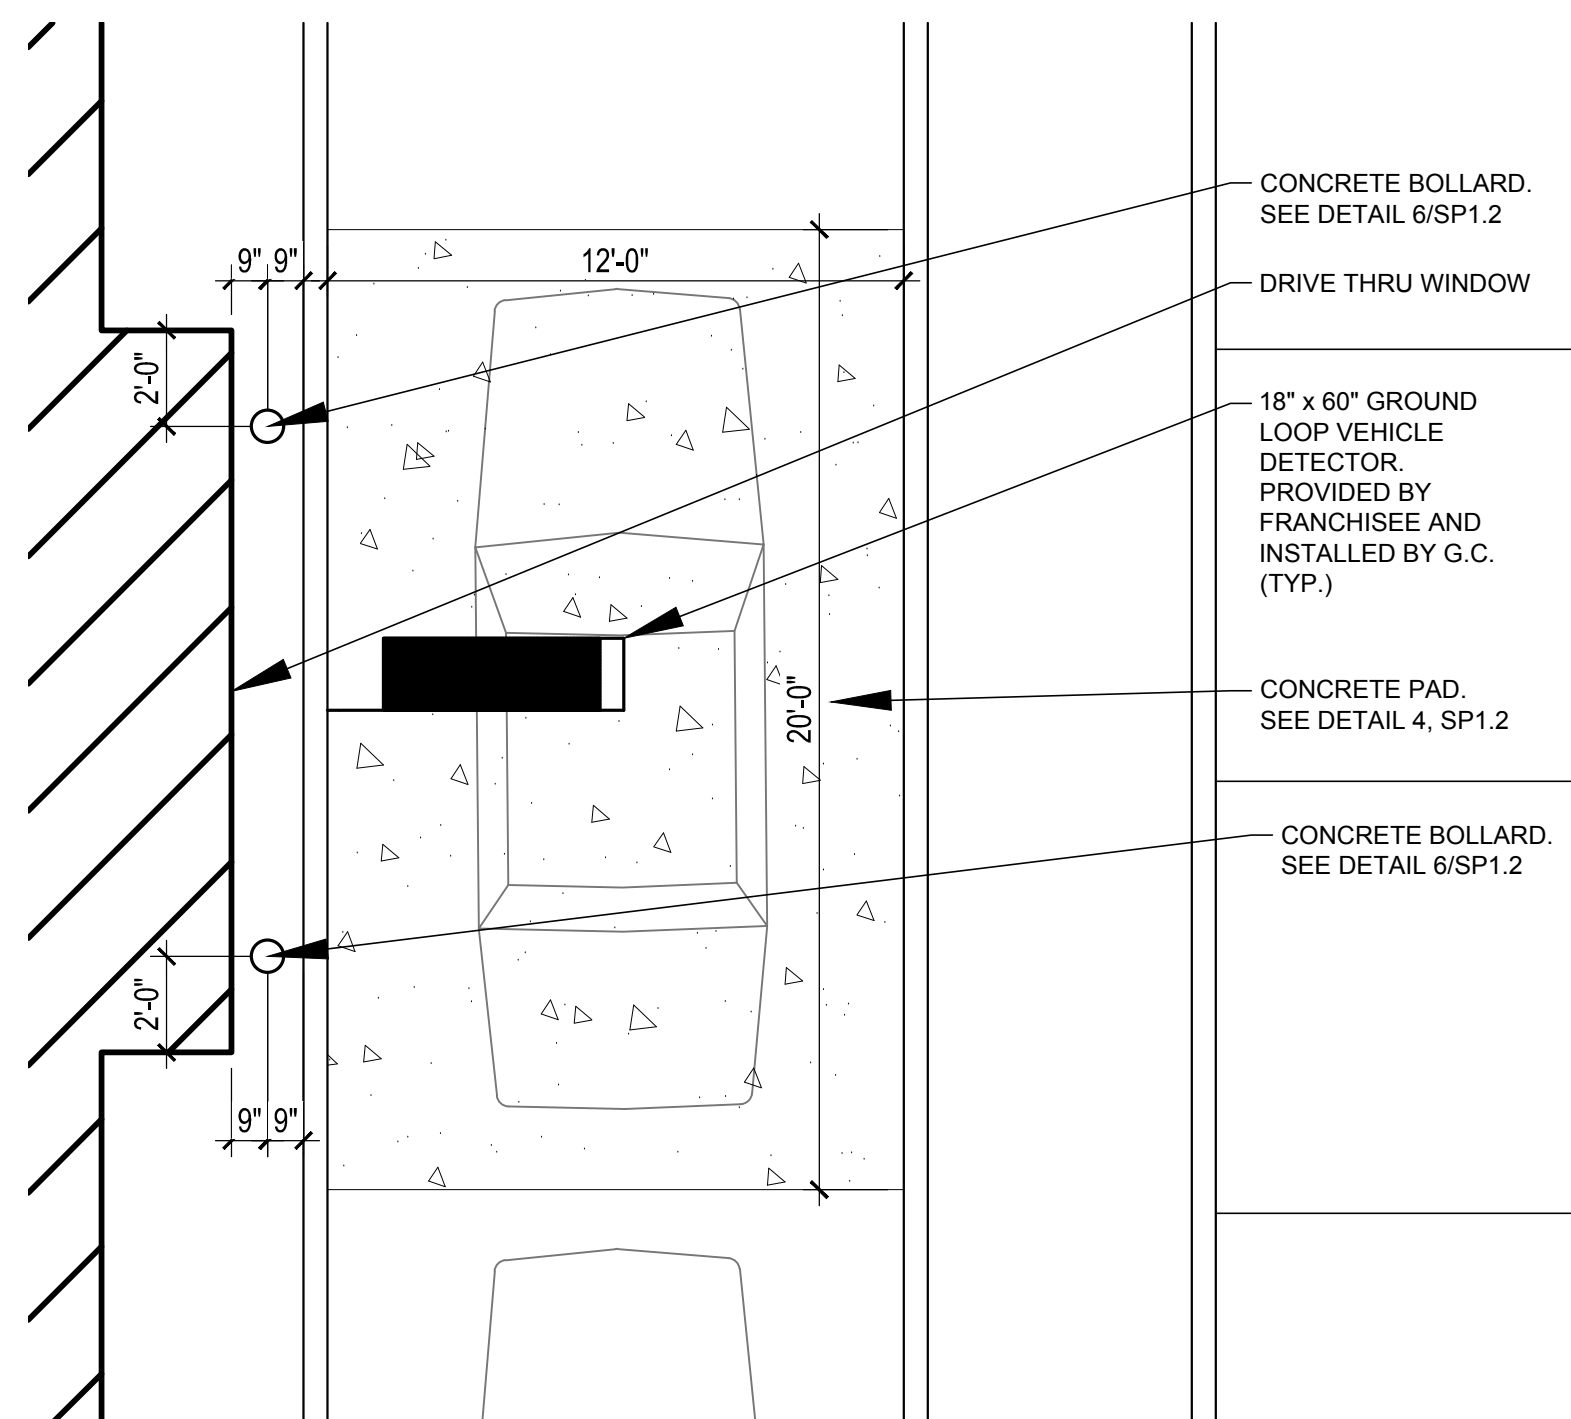 CONCRETE BOLLARD.
SEE DETAIL 6/SP1.2
9" 9"
12'-0"
DRIVE THRU WINDOW
2'-0"
18" x 60" GROUND
LOOP VEHICLE
DETECTOR.
PROVIDED BY
FRANCHISEE AND
INSTALLED BY G.C.
(TYP.)
20'-0"
CONCRETE PAD.
SEE DETAIL 4, SP1.2
CONCRETE BOLLARD.
SEE DETAIL 6/SP1.2
2'-0"
9" 9"